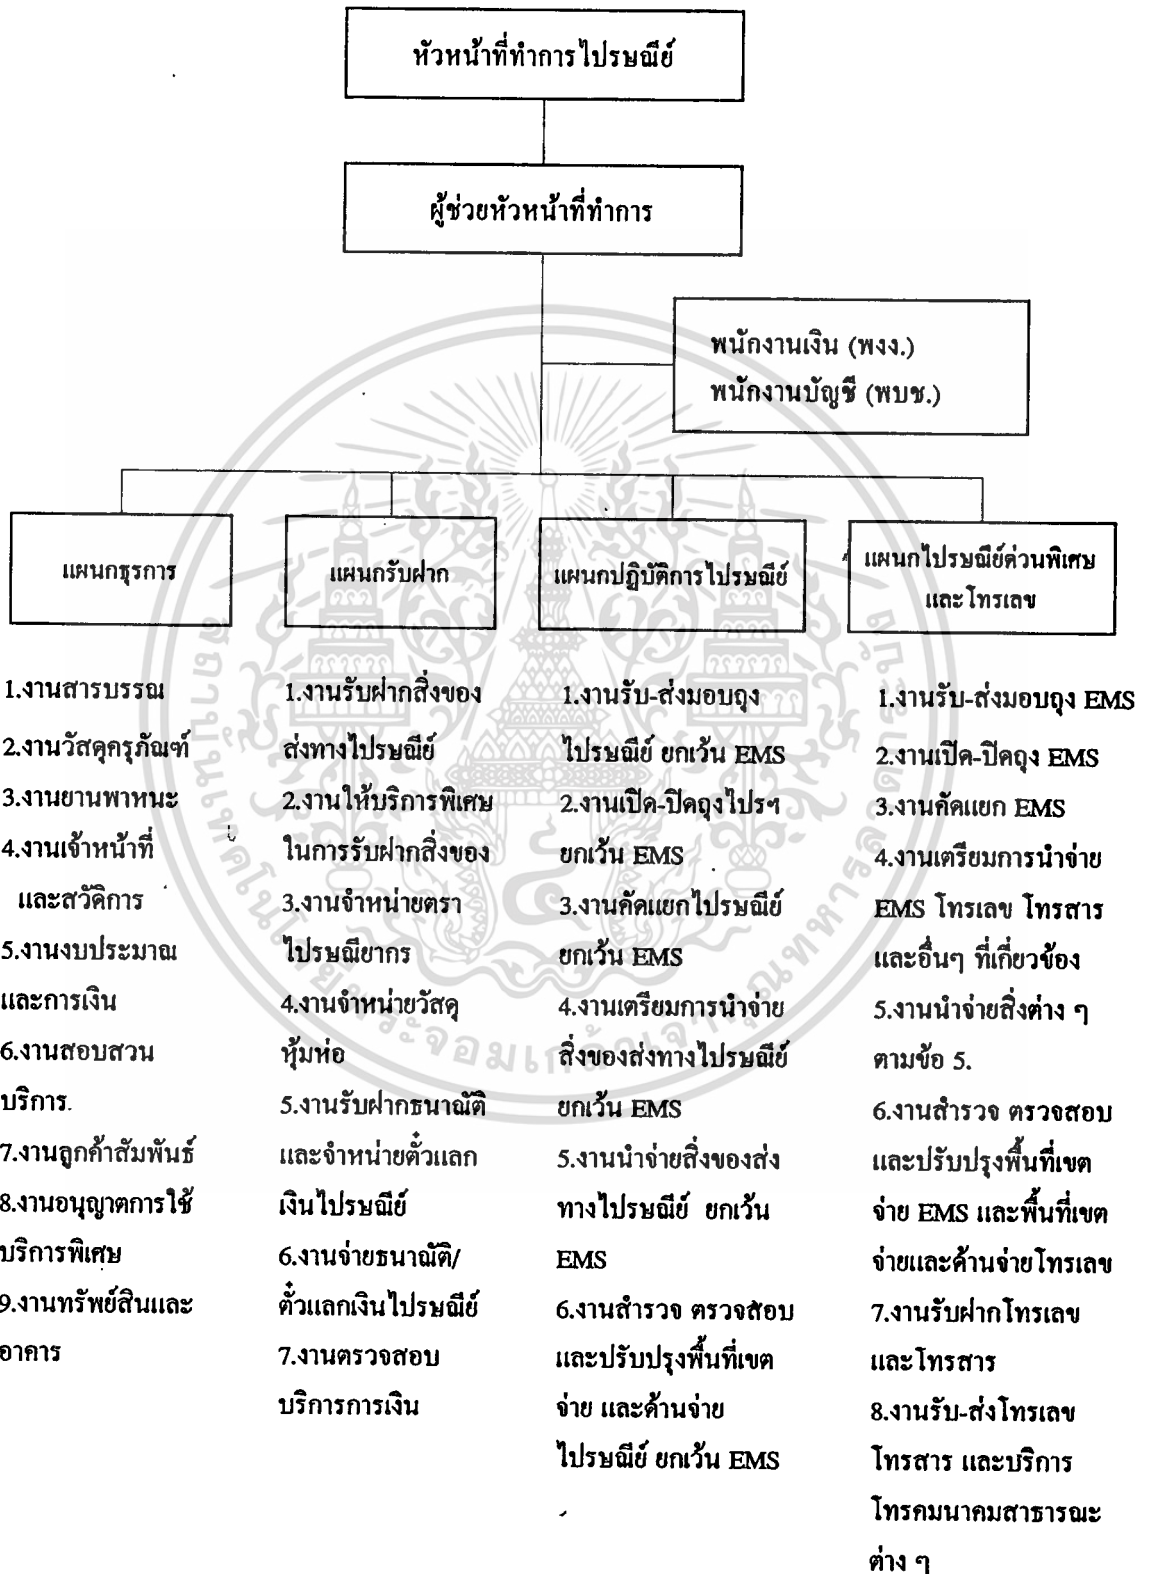 หัวหน้าที่ทำการไปรษณีย์
ผู้ช่วยหัวหน้าที่ทำการ
พนักงานเงิน (พงง.)
พนักงานบัญชี (พบช.)
แผนกธุรการ
แผนกรับฝาก
แผนกปฏิบัติการไปรษณีย์
แผนกไปรษณีย์ด่วนพิเศษ
และโทรเลข
1.งานสารบรรณ
2.งานวัสดุครุภัณฑ์
3.งานยานพาหนะ
4.งานเจ้าหน้าที่
และสวัดิการ
5.งานงบประมาณ
และการเงิน
6.งานสอบสวน
บริการ.
7.งานลูกค้าสัมพันธ์
8.งานอนุญาตการใช้
บริการพิเศษ
9.งานทรัพย์สินและ
อาคาร
1.งานรับฝากสิ่งของ
ส่งทางไปรษณีย์
2.งานให้บริการพิเศษ
ในการรับฝากสิ่งของ
3.งานจำหน่ายตรา
ไปรษณียากร
4.งานจำหน่ายวัสดุ
หุ้มห่อ
5.งานรับฝากธนาณัติ
และจำหน่ายตั๋วแลก
เงินไปรษณีย์
6.งานจ่ายธนาณัติ/
ตั๋วแลกเงินไปรษณีย์
7.งานตรวจสอบ
บริการการเงิน
1.งานรับ-ส่งมอบถุง
ไปรษณีย์ ยกเว้น EMS
2.งานเปิด-ปิดถุงไปรฯ
ยกเว้น EMS
3.งานคัดแยกไปรษณีย์
ยกเว้น EMS
4.งานเตรียมการนำจ่าย
สิ่งของส่งทางไปรษณีย์
ยกเว้น EMS
5.งานนำจ่ายสิ่งของส่ง
ทางไปรษณีย์ ยกเว้น
EMS
6.งานสำรวจ ตรวจสอบ
และปรับปรุงพื้นที่เขต
จ่าย และด้านจ่าย
ไปรษณีย์ ยกเว้น EMS
1.งานรับ-ส่งมอบถุง EMS
2.งานเปิด-ปิดถุง EMS
3.งานคัดแยก EMS
4.งานเตรียมการนำจ่าย
EMS โทรเลข โทรสาร
และอื่นๆ ที่เกี่ยวข้อง
5.งานนำจ่ายสิ่งต่าง ๆ
ตามข้อ 5.
6.งานสำรวจ ตรวจสอบ
และปรับปรุงพื้นที่เขต
จ่าย EMS และพื้นที่เขต
จ่ายและด้านจ่ายโทรเลข
7.งานรับฝากโทรเลข
และโทรสาร
8.งานรับ-ส่งโทรเลข
โทรสาร และบริการ
โทรคมนาคมสาธารณะ
ต่าง ๆ
สถาบันเทคโนโลยีพระจอมเกล้าเจ้าคุณทหารลาดกระบัง